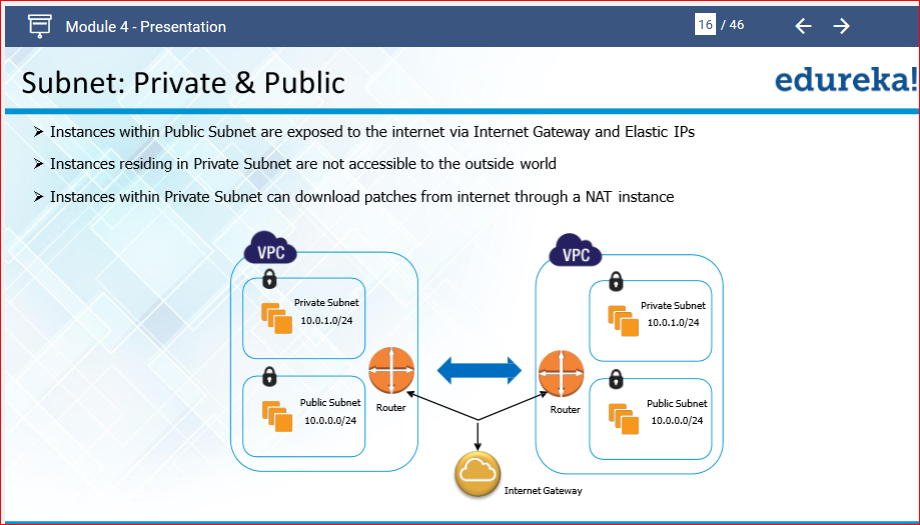 Module 4 - Presentation
16 / 46
Subnet: Private & Public
edureka!
Instances within Public Subnet are exposed to the internet via Internet Gateway and Elastic IPs
Instances residing in Private Subnet are not accessible to the outside world
Instances within Private Subnet can download patches from internet through a NAT instance
VPC
Private Subnet
10.0.1.0/24
Public Subnet
10.0.0.0/24
Router
VPC
Private Subnet
10.0.1.0/24
Public Subnet
10.0.0.0/24
Router
Internet Gateway